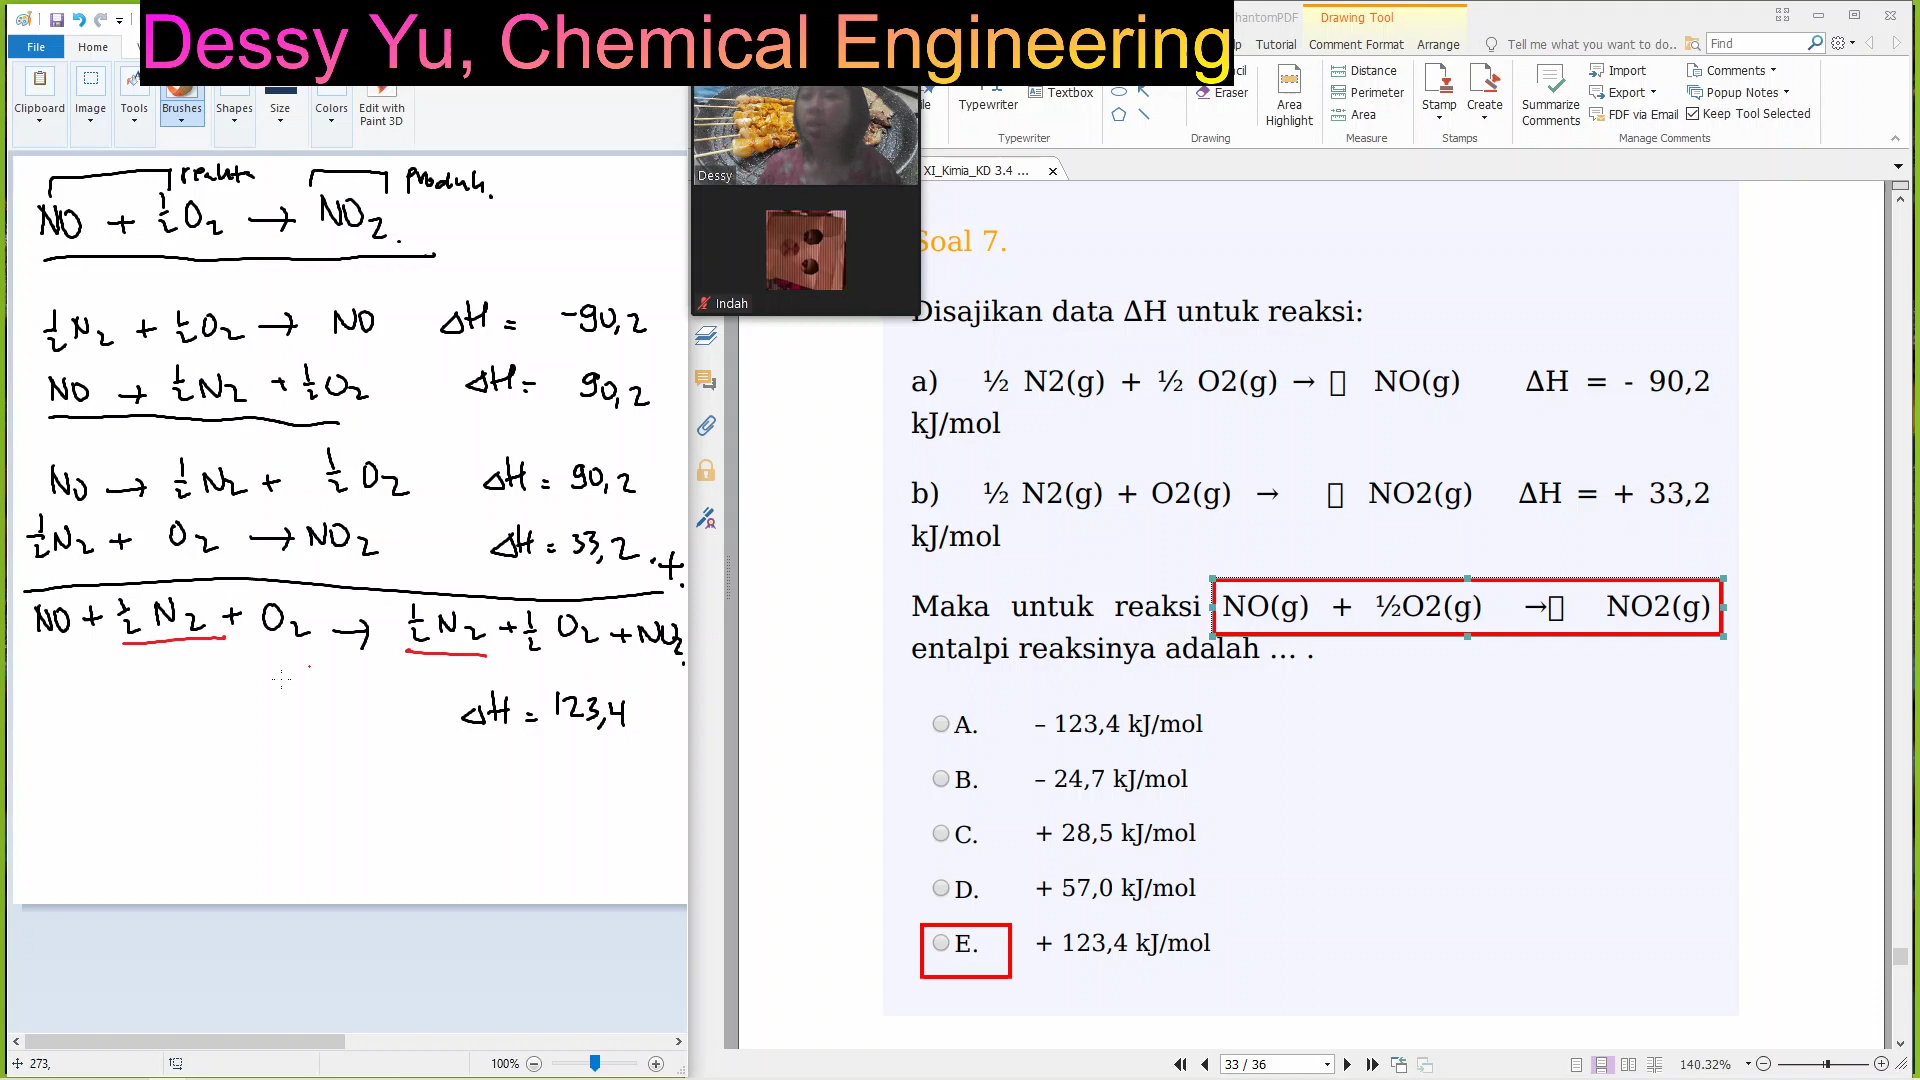 Dessy Yu, Chemical Engineering
hantomPDF
Drawing Tool
File
Home
Tutorial
Comment Format
Arrange
Tell me what you want to do..
Find
Clipboard
Image
Tools
Brushes
Shapes
Size
Colors
Edit with
Paint 3D
Typewriter
Textbox
Typewriter
Eraser
Drawing
Area
Highlight
Distance
Perimeter
Area
Measure
Stamp
Create
Stamps
Summarize
Comments
Import
Export
FDF via Email
Comments
Popup Notes
Keep Tool Selected
Manage Comments
XI_Kimia_KD 3.4 ...
Dessy
Indah
produk.
NO + ½O2 → NO2.
½N2 + ½O2 → NO ΔH = -90,2
NO → ½N2 + ½O2 ΔH = 90,2
NO → ½N2 + ½O2 ΔH = 90,2
½N2 + O2 → NO2 ΔH = 33,2 . +
NO + ½N2 + O2 → ½N2 + ½O2 + NO2
ΔH = 123,4
Soal 7.
Disajikan data ΔH untuk reaksi:
a) ½ N2(g) + ½ O2(g) → NO(g) ΔH = - 90,2
kJ/mol
b) ½ N2(g) + O2(g) → NO2(g) ΔH = + 33,2
kJ/mol
Maka untuk reaksi NO(g) + ½O2(g) → NO2(g)
entalpi reaksinya adalah ... .
A. – 123,4 kJ/mol
B. – 24,7 kJ/mol
C. + 28,5 kJ/mol
D. + 57,0 kJ/mol
E. + 123,4 kJ/mol
273,
100%
33 / 36
140.32%